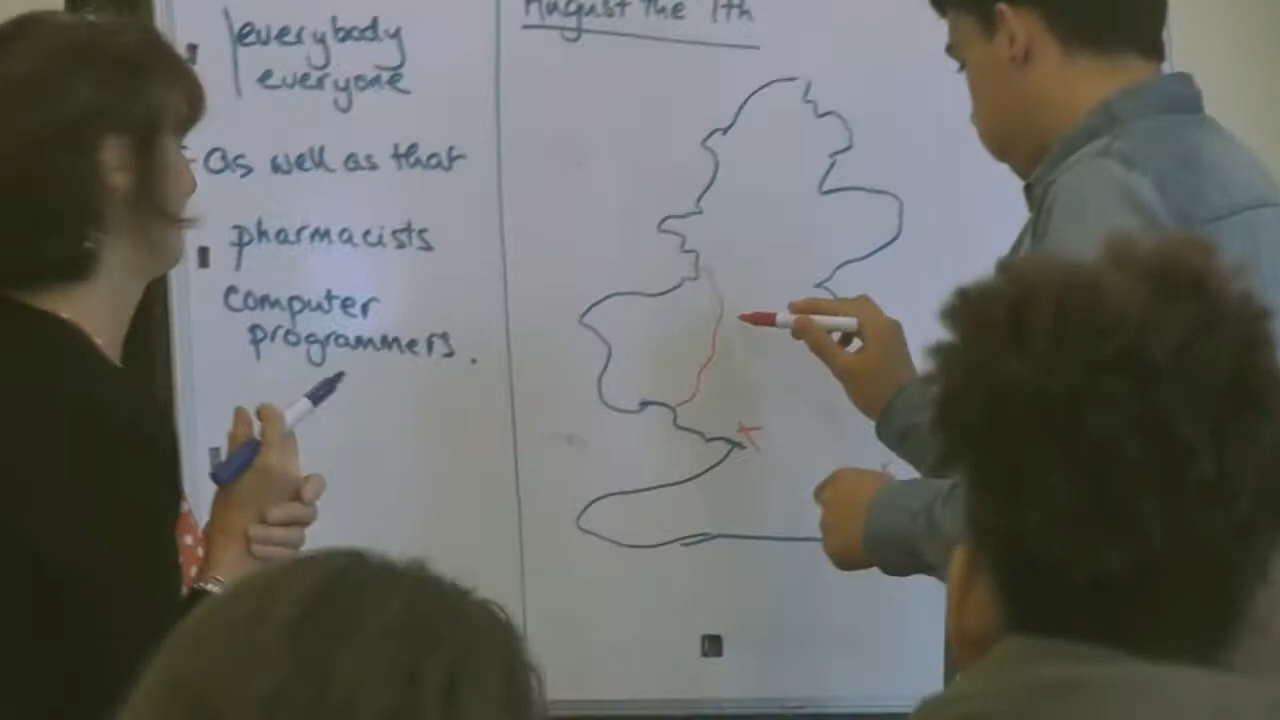 everybody
everyone
as well as that
pharmacists
computer
programmers.
August the 7th